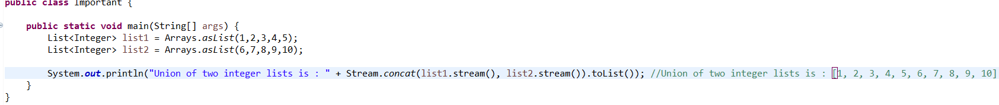 public class Important {
public static void main(String[] args) {
List<Integer> list1 = Arrays.asList(1,2,3,4,5);
List<Integer> list2 = Arrays.asList(6,7,8,9,10);
System.out.println("Union of two integer lists is : " + Stream.concat(list1.stream(), list2.stream()).toList()); //Union of two integer lists is : [1, 2, 3, 4, 5, 6, 7, 8, 9, 10]
}
}